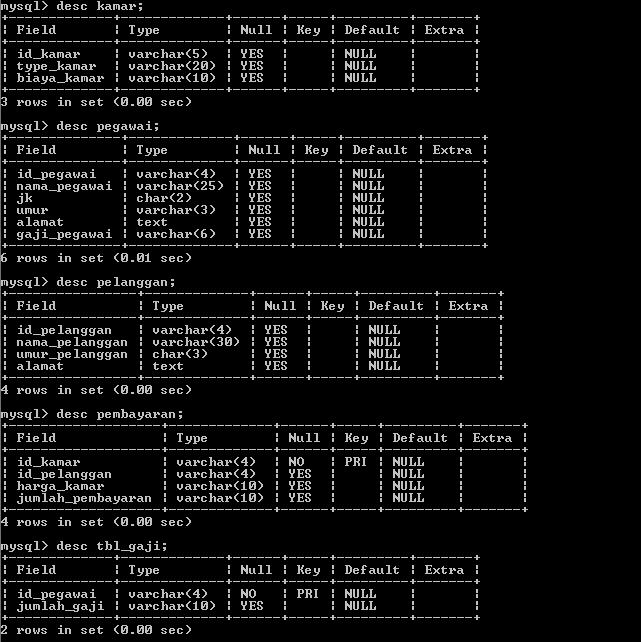 mysql> desc kamar;
+------------+-------------+------+-----+---------+-------+
| Field      | Type        | Null | Key | Default | Extra |
+------------+-------------+------+-----+---------+-------+
| id_kamar   | varchar(5)  | YES  |     | NULL    |       |
| type_kamar | varchar(20) | YES  |     | NULL    |       |
| biaya_kamar| varchar(10) | YES  |     | NULL    |       |
+------------+-------------+------+-----+---------+-------+
3 rows in set (0.00 sec)
mysql> desc pegawai;
+--------------+-------------+------+-----+---------+-------+
| Field        | Type        | Null | Key | Default | Extra |
+--------------+-------------+------+-----+---------+-------+
| id_pegawai   | varchar(4)  | YES  |     | NULL    |       |
| nama_pegawai | varchar(25) | YES  |     | NULL    |       |
| jk           | char(2)     | YES  |     | NULL    |       |
| umur         | varchar(3)  | YES  |     | NULL    |       |
| alamat       | text        | YES  |     | NULL    |       |
| gaji_pegawai | varchar(6)  | YES  |     | NULL    |       |
+--------------+-------------+------+-----+---------+-------+
6 rows in set (0.01 sec)
mysql> desc pelanggan;
+----------------+-------------+------+-----+---------+-------+
| Field          | Type        | Null | Key | Default | Extra |
+----------------+-------------+------+-----+---------+-------+
| id_pelanggan   | varchar(4)  | YES  |     | NULL    |       |
| nama_pelanggan | varchar(30) | YES  |     | NULL    |       |
| umur_pelanggan | char(3)     | YES  |     | NULL    |       |
| alamat         | text        | YES  |     | NULL    |       |
+----------------+-------------+------+-----+---------+-------+
4 rows in set (0.00 sec)
mysql> desc pembayaran;
+-------------------+-------------+------+-----+---------+-------+
| Field             | Type        | Null | Key | Default | Extra |
+-------------------+-------------+------+-----+---------+-------+
| id_kamar          | varchar(4)  | NO   | PRI | NULL    |       |
| id_pelanggan      | varchar(4)  | YES  |     | NULL    |       |
| harga_kamar       | varchar(10) | YES  |     | NULL    |       |
| jumlah_pembayaran | varchar(10) | YES  |     | NULL    |       |
+-------------------+-------------+------+-----+---------+-------+
4 rows in set (0.00 sec)
mysql> desc tbl_gaji;
+-------------+-------------+------+-----+---------+-------+
| Field       | Type        | Null | Key | Default | Extra |
+-------------+-------------+------+-----+---------+-------+
| id_pegawai  | varchar(4)  | NO   | PRI | NULL    |       |
| jumlah_gaji | varchar(10) | YES  |     | NULL    |       |
+-------------+-------------+------+-----+---------+-------+
2 rows in set (0.00 sec)